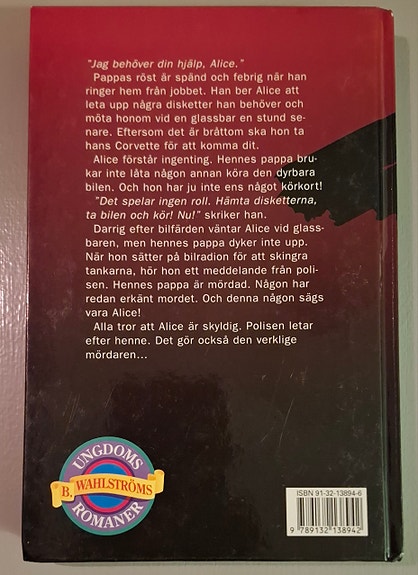 "Jag behöver din hjälp, Alice."
Pappas röst är spänd och febrig när han
ringer hem från jobbet. Han ber Alice att
leta upp några disketter han behöver och
möta honom vid en glassbar en stund se-
nare. Eftersom det är bråttom ska hon ta
hans Corvette för att komma dit.
Alice förstår ingenting. Hennes pappa bru-
kar inte låta någon annan köra den dyrbara
bilen. Och hon har ju inte ens något körkort!
"Det spelar ingen roll. Hämta disketterna,
ta bilen och kör! Nu!" skriker han.
Darrig efter bilfärden väntar Alice vid glass-
baren, men hennes pappa dyker inte upp.
När hon sätter på bilradion för att skingra
tankarna, hör hon ett meddelande från poli-
sen. Hennes pappa är mördad. Någon har
redan erkänt mordet. Och denna någon sägs
vara Alice!
Alla tror att Alice är skyldig. Polisen letar
efter henne. Det gör också den verklige
mördaren...
UNGDOMS
B. WAHLSTRÖMS
ROMANER
ISBN 91-32-13894-6
9 789132 138942